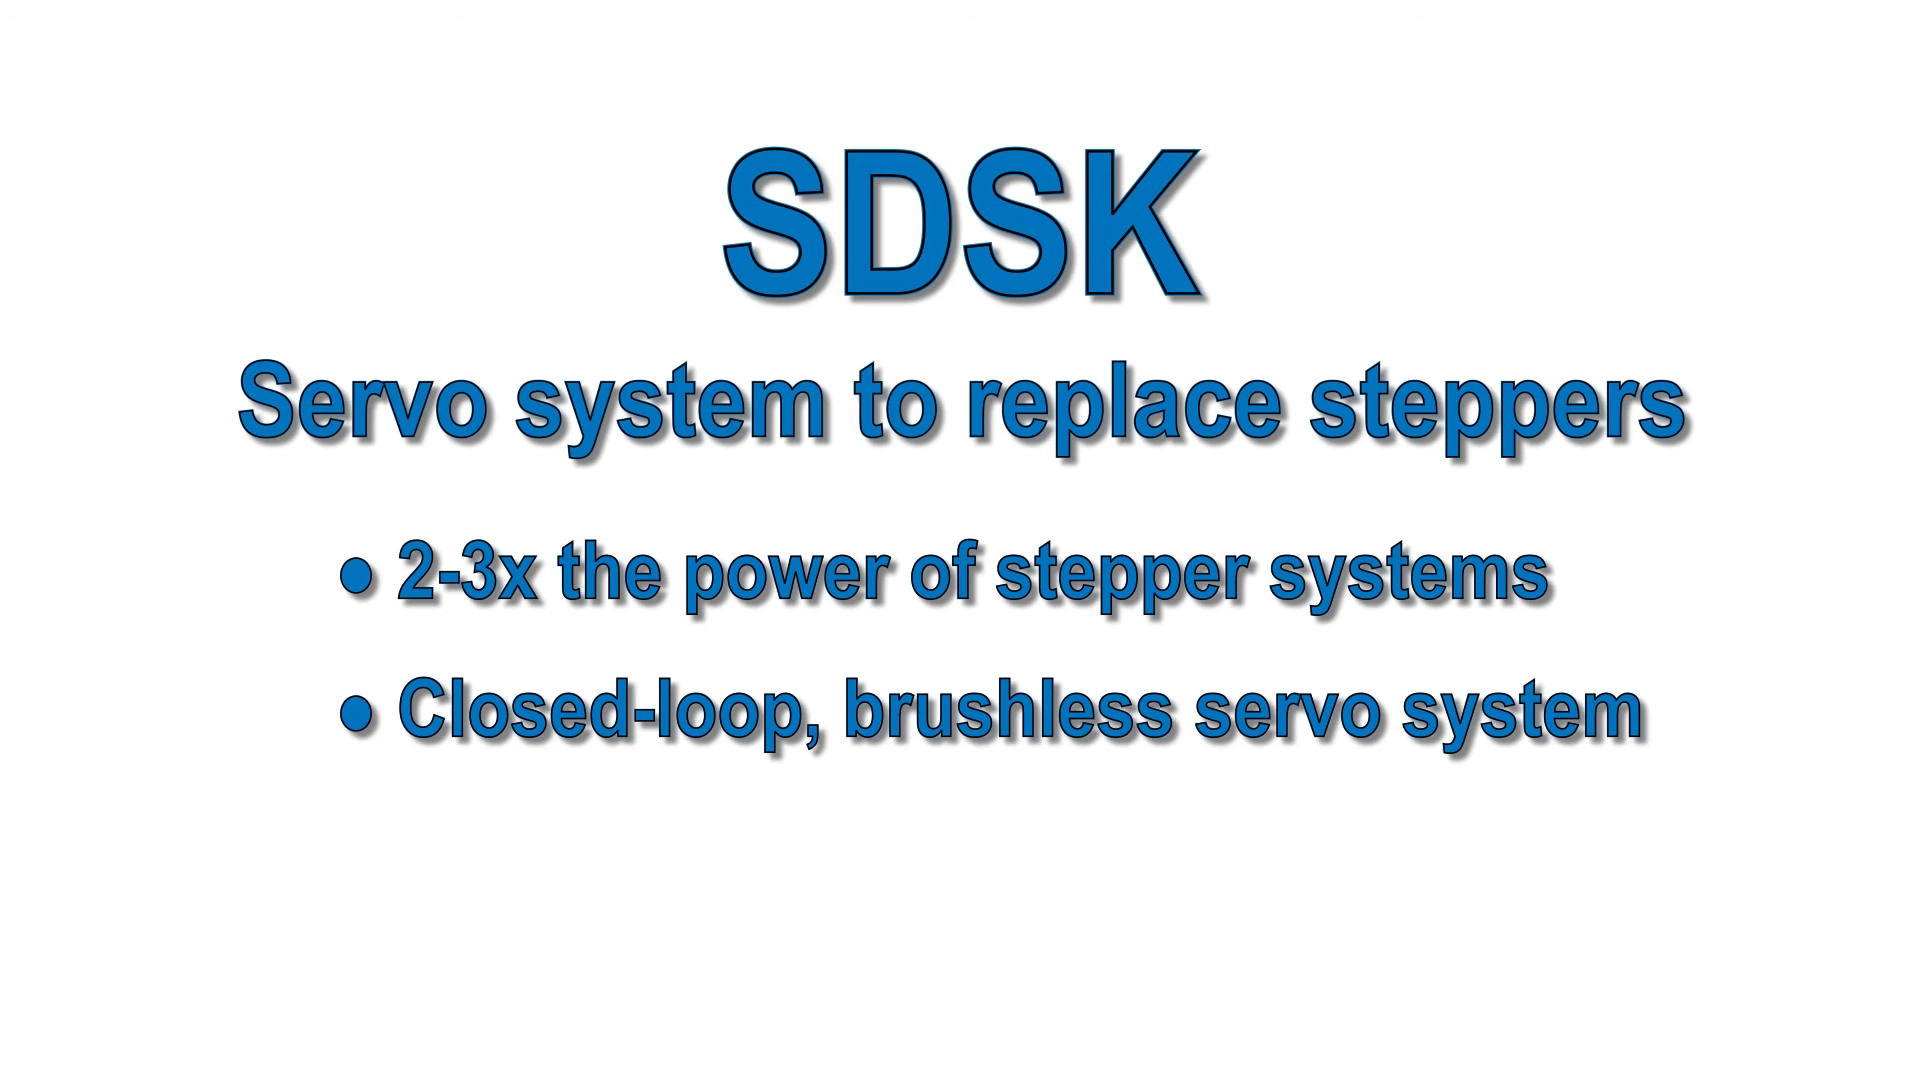 SDSK
Servo system to replace steppers
● 2-3x the power of stepper systems
● Closed-loop, brushless servo system